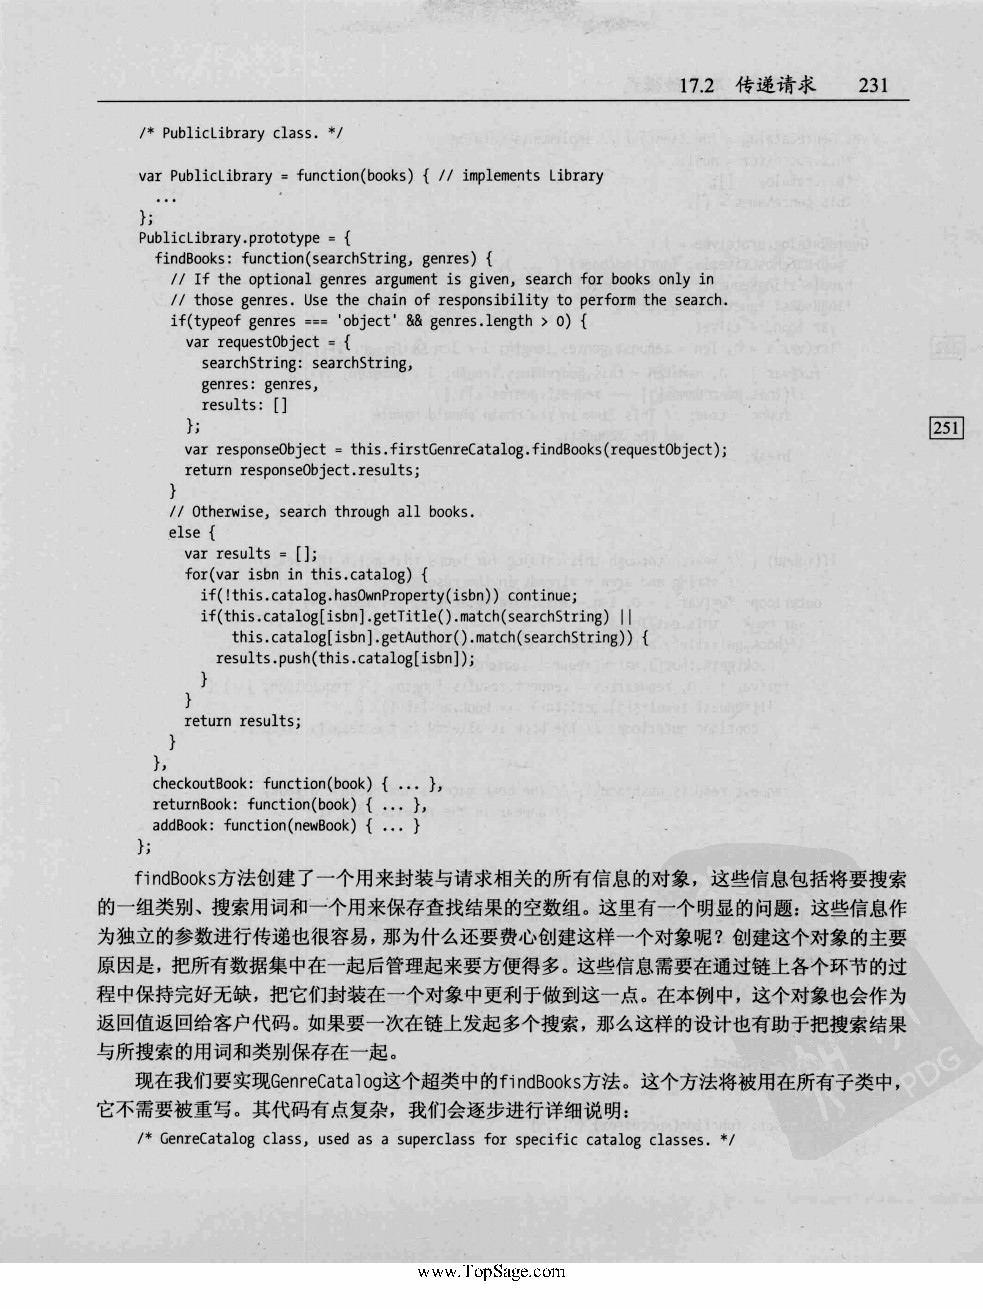 17.2 传递请求 231
/* PublicLibrary class. */
var PublicLibrary = function(books) { // implements Library
...
};
PublicLibrary.prototype = {
findBooks: function(searchString, genres) {
// If the optional genres argument is given, search for books only in
// those genres. Use the chain of responsibility to perform the search.
if(typeof genres === 'object' && genres.length > 0) {
var requestObject = {
searchString: searchString,
genres: genres,
results: []
};
251
var responseObject = this.firstGenreCatalog.findBooks(requestObject);
return responseObject.results;
}
// Otherwise, search through all books.
else {
var results = [];
for(var isbn in this.catalog) {
if(!this.catalog.hasOwnProperty(isbn)) continue;
if(this.catalog[isbn].getTitle().match(searchString) ||
this.catalog[isbn].getAuthor().match(searchString)) {
results.push(this.catalog[isbn]);
}
}
return results;
}
},
checkoutBook: function(book) { ... },
returnBook: function(book) { ... },
addBook: function(newBook) { ... }
};
findBooks方法创建了一个用来封装与请求相关的所有信息的对象，这些信息包括将要搜索
的一组类别、搜索用词和一个用来保存查找结果的空数组。这里有一个明显的问题：这些信息作
为独立的参数进行传递也很容易，那为什么还要费心创建这样一个对象呢？创建这个对象的主要
原因是，把所有数据集中在一起后管理起来要方便得多。这些信息需要在通过链上各个环节的过
程中保持完好无缺，把它们封装在一个对象中更利于做到这一点。在本例中，这个对象也会作为
返回值返回给客户代码。如果要一次在链上发起多个搜索，那么这样的设计也有助于把搜索结果
与所搜索的用词和类别保存在一起。
现在我们要实现GenreCatalog这个超类中的findBooks方法。这个方法将被用在所有子类中，
它不需要被重写。其代码有点复杂，我们会逐步进行详细说明：
/* GenreCatalog class, used as a superclass for specific catalog classes. */
PDG
www.TopSage.com